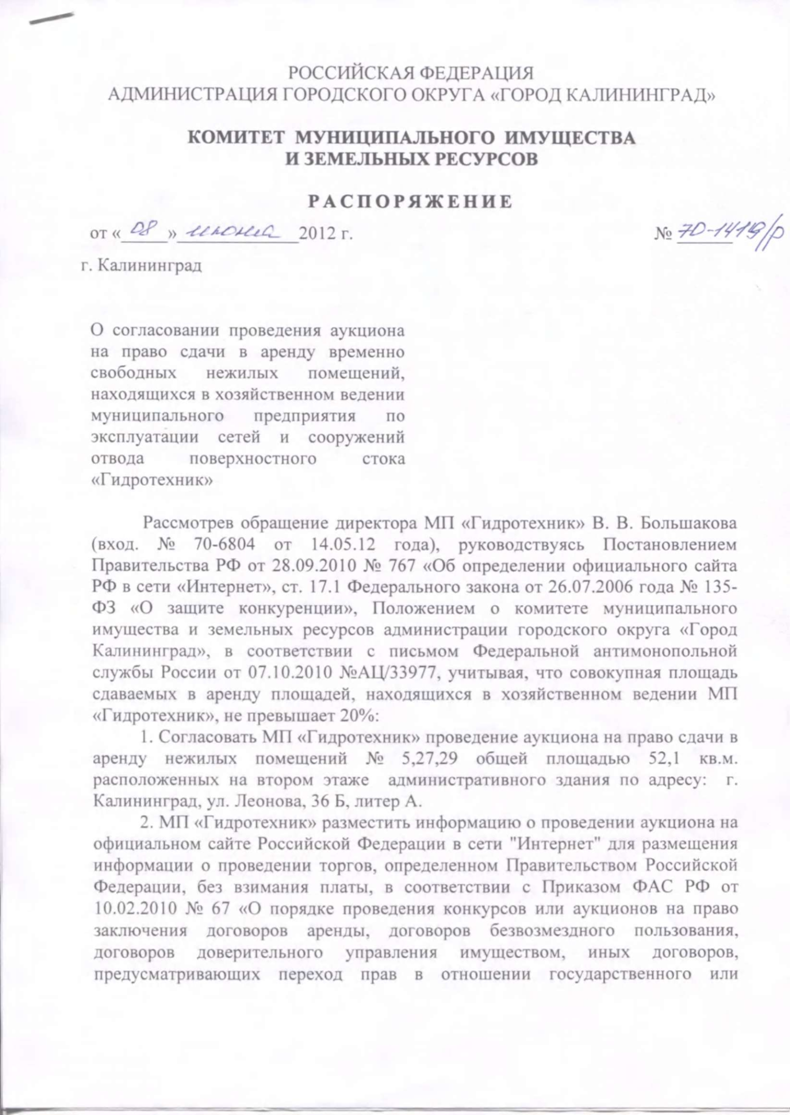 РОССИЙСКАЯ ФЕДЕРАЦИЯ
АДМИНИСТРАЦИЯ ГОРОДСКОГО ОКРУГА «ГОРОД КАЛИНИНГРАД»
КОМИТЕТ МУНИЦИПАЛЬНОГО ИМУЩЕСТВА
И ЗЕМЕЛЬНЫХ РЕСУРСОВ
РАСПОРЯЖЕНИЕ
от «08» июня 2012 г. № 70-1419/р
г. Калининград
О согласовании проведения аукциона
на право сдачи в аренду временно
свободных нежилых помещений,
находящихся в хозяйственном ведении
муниципального предприятия по
эксплуатации сетей и сооружений
отвода поверхностного стока
«Гидротехник»
Рассмотрев обращение директора МП «Гидротехник» В. В. Большакова
(вход. № 70-6804 от 14.05.12 года), руководствуясь Постановлением
Правительства РФ от 28.09.2010 № 767 «Об определении официального сайта
РФ в сети «Интернет», ст. 17.1 Федерального закона от 26.07.2006 года № 135-
ФЗ «О защите конкуренции», Положением о комитете муниципального
имущества и земельных ресурсов администрации городского округа «Город
Калининград», в соответствии с письмом Федеральной антимонопольной
службы России от 07.10.2010 №АЦ/33977, учитывая, что совокупная площадь
сдаваемых в аренду площадей, находящихся в хозяйственном ведении МП
«Гидротехник», не превышает 20%:
1. Согласовать МП «Гидротехник» проведение аукциона на право сдачи в
аренду нежилых помещений № 5,27,29 общей площадью 52,1 кв.м.
расположенных на втором этаже административного здания по адресу: г.
Калининград, ул. Леонова, 36 Б, литер А.
2. МП «Гидротехник» разместить информацию о проведении аукциона на
официальном сайте Российской Федерации в сети "Интернет" для размещения
информации о проведении торгов, определенном Правительством Российской
Федерации, без взимания платы, в соответствии с Приказом ФАС РФ от
10.02.2010 № 67 «О порядке проведения конкурсов или аукционов на право
заключения договоров аренды, договоров безвозмездного пользования,
договоров доверительного управления имуществом, иных договоров,
предусматривающих переход прав в отношении государственного или